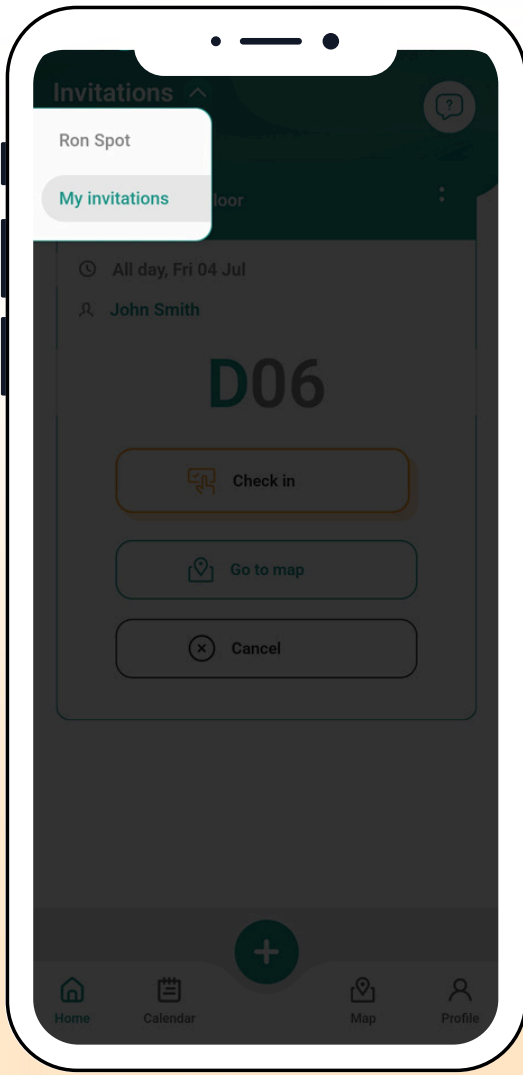 Invitations
?
Ron Spot
My invitations
loor
All day, Fri 04 Jul
John Smith
D06
Check in
Go to map
Cancel
Home
Calendar
Map
Profile